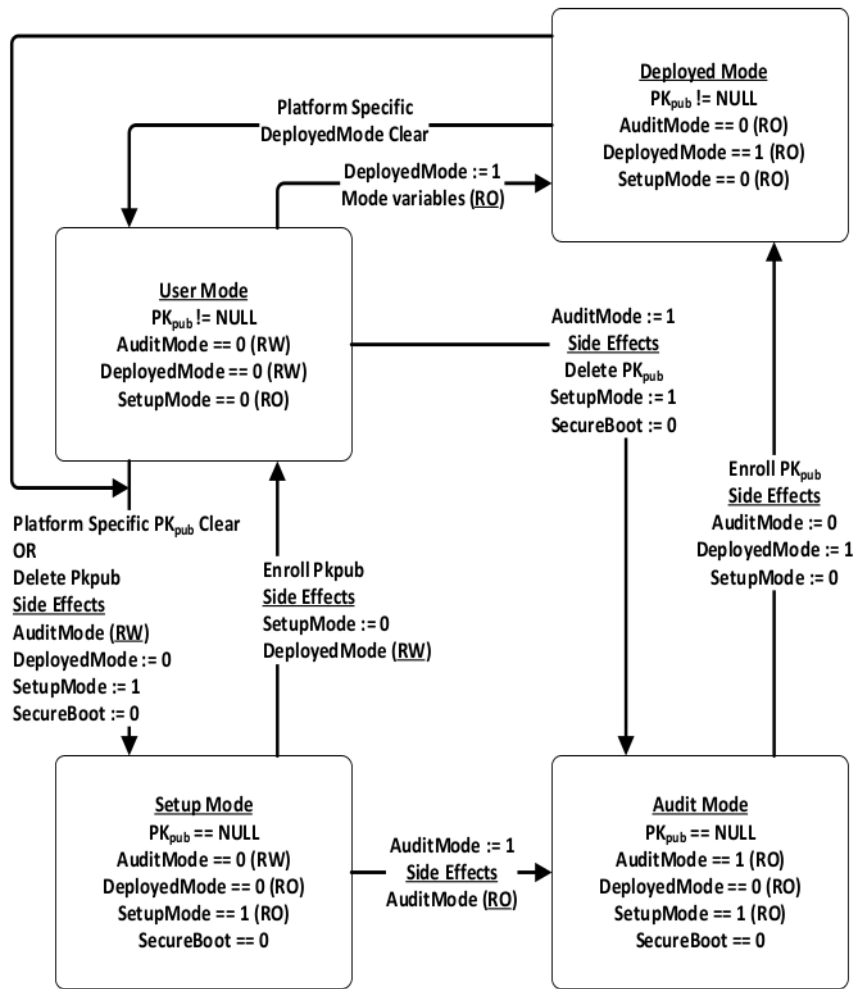 Deployed Mode
PKpub != NULL
AuditMode == 0 (RO)
DeployedMode == 1 (RO)
SetupMode == 0 (RO)
Platform Specific
DeployedMode Clear
DeployedMode := 1
Mode variables (RO)
User Mode
PKpub != NULL
AuditMode == 0 (RW)
DeployedMode == 0 (RW)
SetupMode == 0 (RO)
AuditMode := 1
Side Effects
Delete PKpub
SetupMode := 1
SecureBoot := 0
Enroll PKpub
Side Effects
AuditMode := 0
DeployedMode := 1
SetupMode := 0
Platform Specific PKpub Clear
OR
Delete Pkpub
Side Effects
AuditMode (RW)
DeployedMode := 0
SetupMode := 1
SecureBoot := 0
Enroll Pkpub
Side Effects
SetupMode := 0
DeployedMode (RW)
Setup Mode
PKpub == NULL
AuditMode == 0 (RW)
DeployedMode == 0 (RO)
SetupMode == 1 (RO)
SecureBoot == 0
AuditMode := 1
Side Effects
AuditMode (RO)
Audit Mode
PKpub == NULL
AuditMode == 1 (RO)
DeployedMode == 0 (RO)
SetupMode == 1 (RO)
SecureBoot == 0